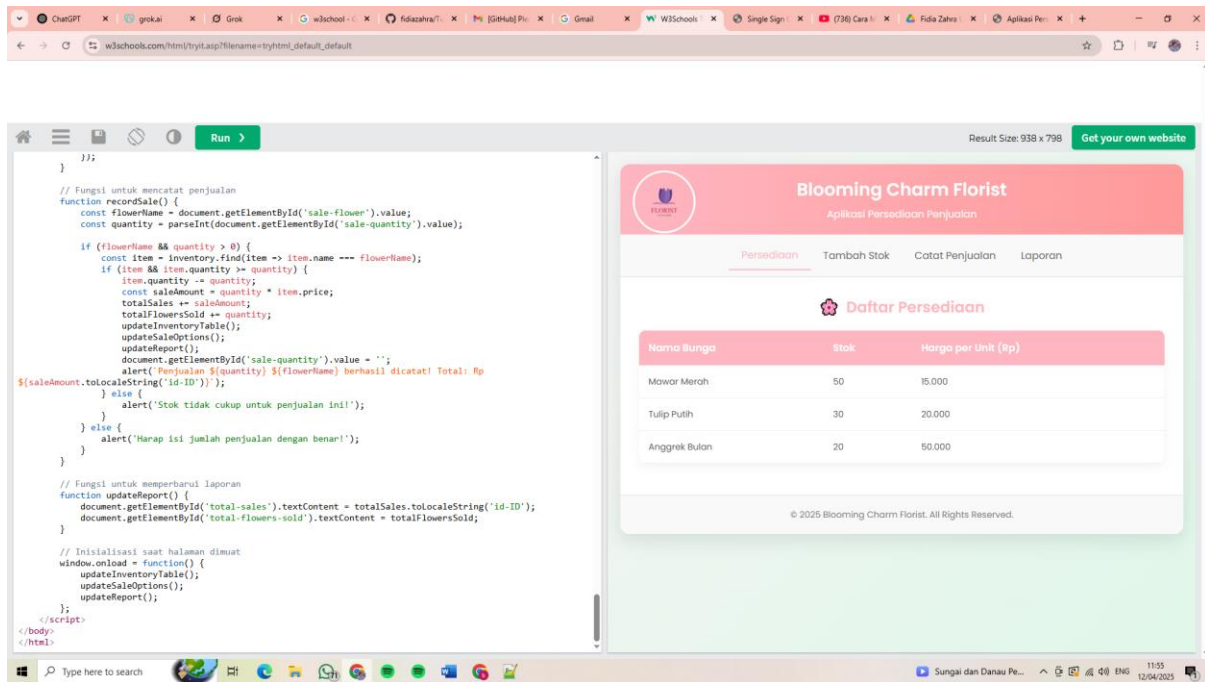 ChatGPT
grok.ai
Grok
w3school - G
fidiazahra/T
[GitHub] Ple
Gmail
W3Schools T
Single Sign
(736) Cara
Fidia Zahra
Aplikasi Per
w3schools.com/html/tryit.asp?filename=tryhtml_default_default
Run ❯
Result Size: 938 x 798
Get your own website
});
}
// Fungsi untuk mencatat penjualan
function recordSale() {
const flowerName = document.getElementById('sale-flower').value;
const quantity = parseInt(document.getElementById('sale-quantity').value);
if (flowerName && quantity > 0) {
const item = inventory.find(item => item.name === flowerName);
if (item && item.quantity >= quantity) {
item.quantity -= quantity;
const saleAmount = quantity * item.price;
totalSales += saleAmount;
totalFlowersSold += quantity;
updateInventoryTable();
updateSaleOptions();
updateReport();
document.getElementById('sale-quantity').value = '';
alert(`Penjualan ${quantity} ${flowerName} berhasil dicatat! Total: Rp
${saleAmount.toLocaleString('id-ID')}`);
} else {
alert('Stok tidak cukup untuk penjualan ini!');
}
} else {
alert('Harap isi jumlah penjualan dengan benar!');
}
}
// Fungsi untuk memperbarui laporan
function updateReport() {
document.getElementById('total-sales').textContent = totalSales.toLocaleString('id-ID');
document.getElementById('total-flowers-sold').textContent = totalFlowersSold;
}
// Inisialisasi saat halaman dimuat
window.onload = function() {
updateInventoryTable();
updateSaleOptions();
updateReport();
};
</script>
</body>
</html>
FLORIST
Blooming Charm Florist
Aplikasi Persediaan Penjualan
Persediaan Tambah Stok Catat Penjualan Laporan
Daftar Persediaan
Nama Bunga Stok Harga per Unit (Rp)
Mawar Merah 50 15.000
Tulip Putih 30 20.000
Anggrek Bulan 20 50.000
© 2025 Blooming Charm Florist. All Rights Reserved.
Type here to search
Sungai dan Danau Pe...
ENG
11:55
12/04/2025